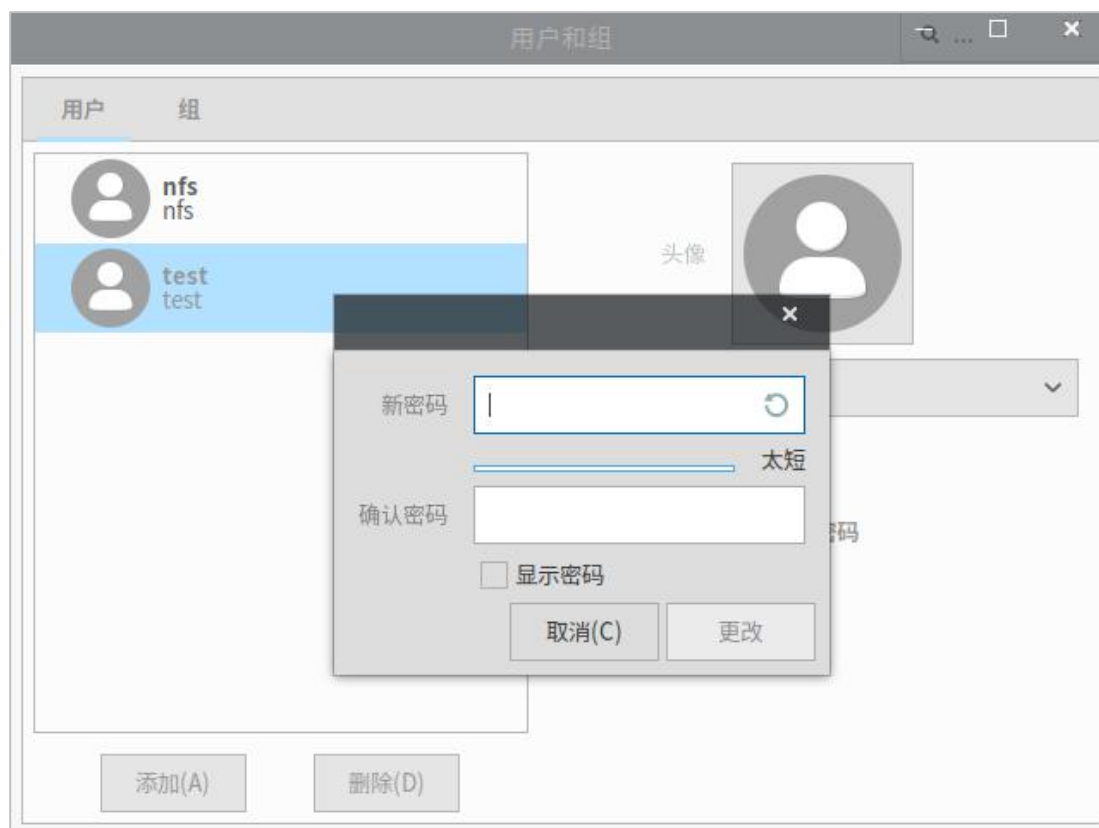 用户和组
...
用户 组
nfs
nfs
test
test
头像
新密码
太短
确认密码
密码
显示密码
取消(C) 更改
添加(A) 删除(D)